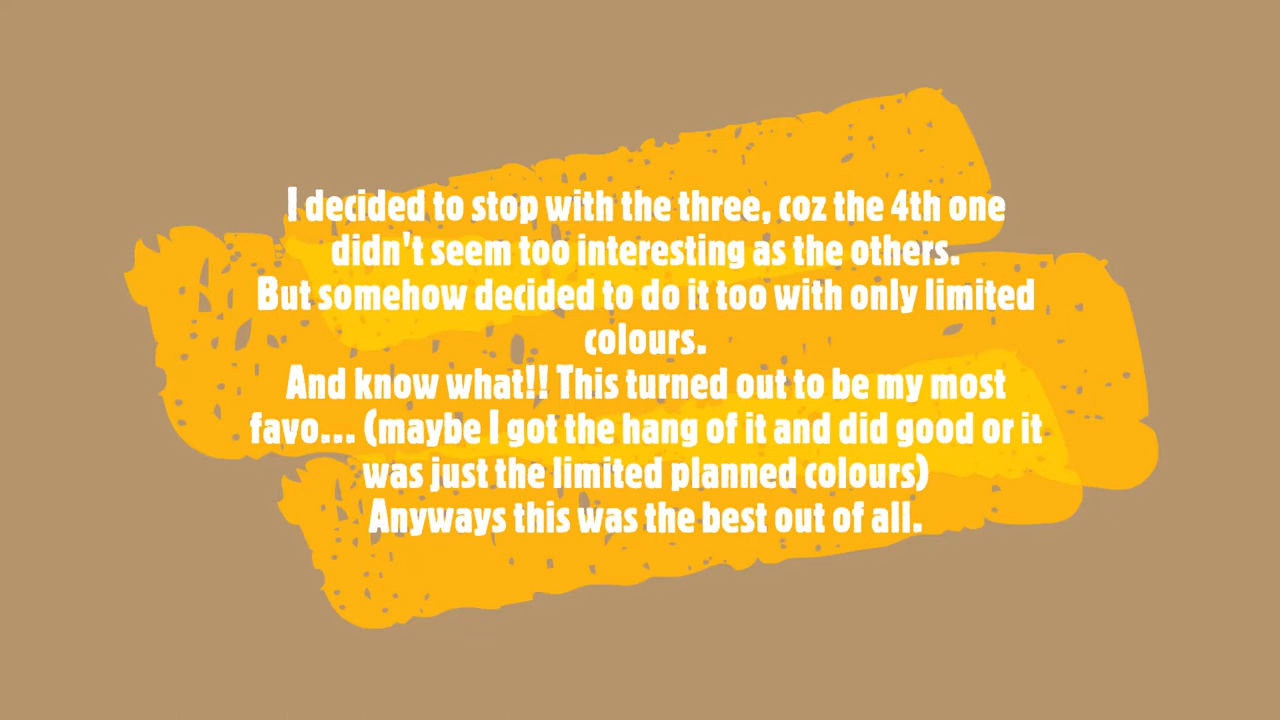 I decided to stop with the three, coz the 4th one
didn't seem too interesting as the others.
But somehow decided to do it too with only limited
colours.
And know what!! This turned out to be my most
favo... (maybe I got the hang of it and did good or it
was just the limited planned colours)
Anyways this was the best out of all.